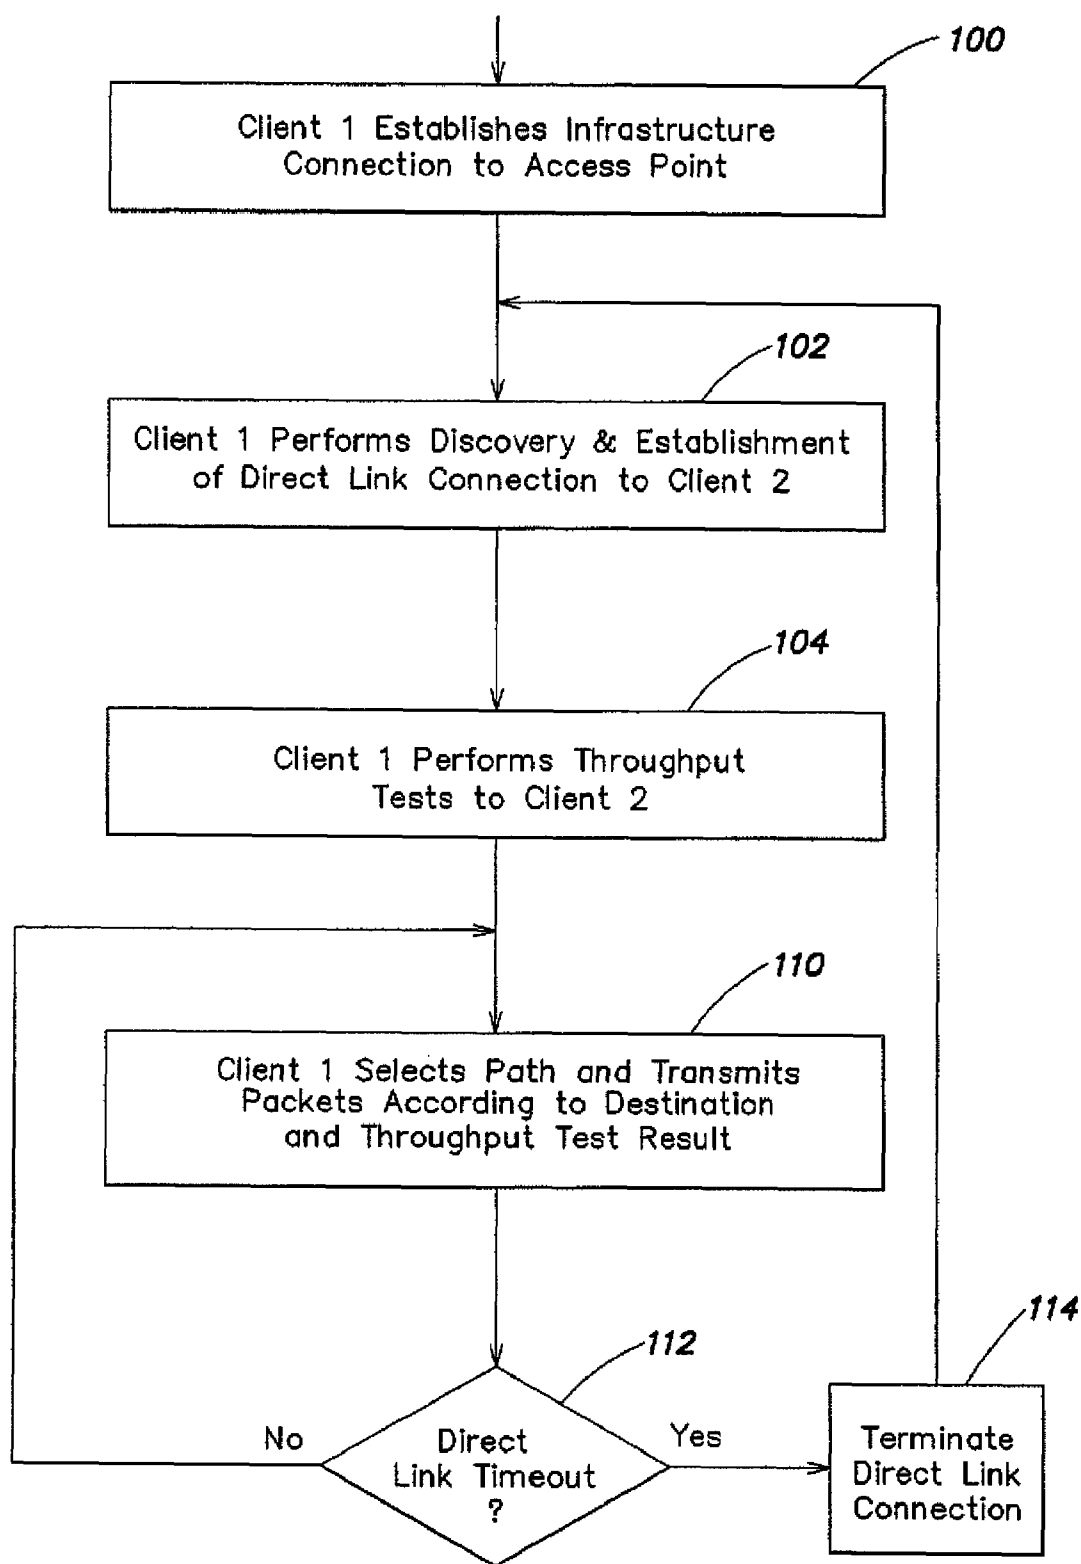 100
Client 1 Establishes Infrastructure
Connection to Access Point
102
Client 1 Performs Discovery & Establishment
of Direct Link Connection to Client 2
104
Client 1 Performs Throughput
Tests to Client 2
110
Client 1 Selects Path and Transmits
Packets According to Destination
and Throughput Test Result
112
114
No
Direct
Link Timeout
?
Yes
Terminate
Direct Link
Connection